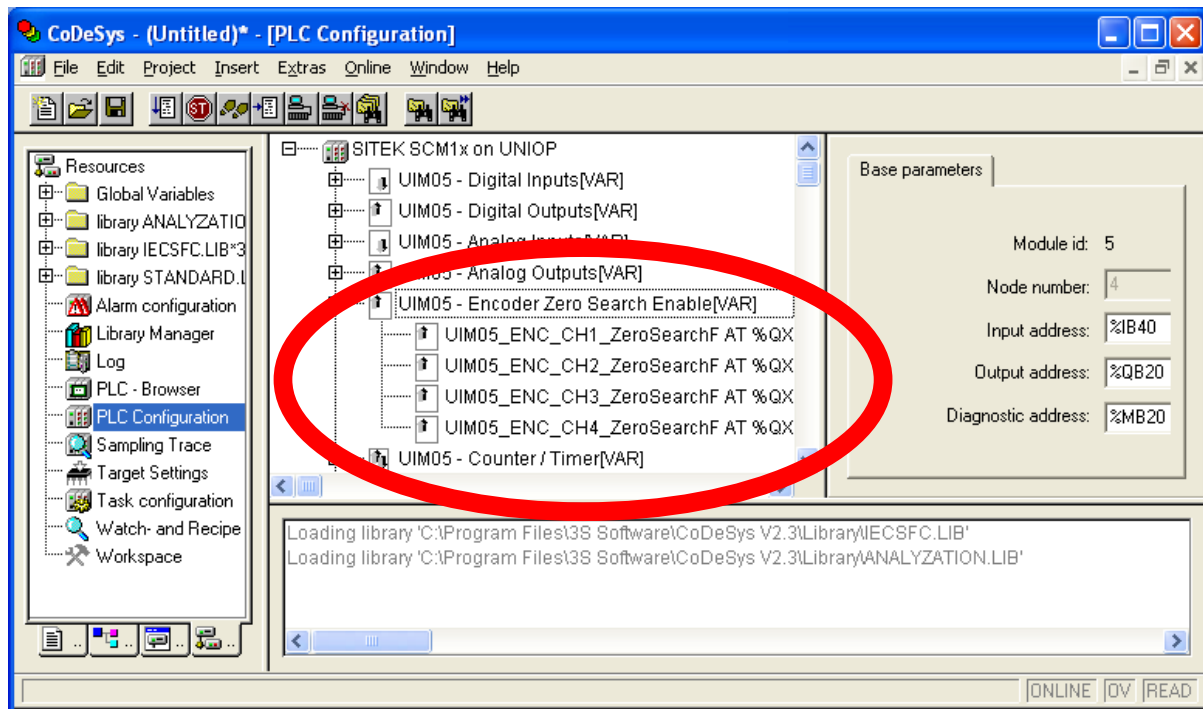 CoDeSys - (Untitled)* - [PLC Configuration]
File Edit Project Insert Extras Online Window Help
Resources
Global Variables
library ANALYZATIO
library IECSFC.LIB*3
library STANDARD.L
Alarm configuration
Library Manager
Log
PLC - Browser
PLC Configuration
Sampling Trace
Target Settings
Task configuration
Watch- and Recipe
Workspace
SITEK SCM1x on UNIOP
UIM05 - Digital Inputs[VAR]
UIM05 - Digital Outputs[VAR]
UIM05 - Analog Inputs[VAR]
UIM05 - Analog Outputs[VAR]
UIM05 - Encoder Zero Search Enable[VAR]
UIM05_ENC_CH1_ZeroSearchF AT %QX
UIM05_ENC_CH2_ZeroSearchF AT %QX
UIM05_ENC_CH3_ZeroSearchF AT %QX
UIM05_ENC_CH4_ZeroSearchF AT %QX
UIM05 - Counter / Timer[VAR]
Base parameters
Module id: 5
Node number: 4
Input address: %IB40
Output address: %QB20
Diagnostic address: %MB20
Loading library 'C:\Program Files\3S Software\CoDeSys V2.3\Library\IECSFC.LIB'
Loading library 'C:\Program Files\3S Software\CoDeSys V2.3\Library\ANALYZATION.LIB'
ONLINE OV READ